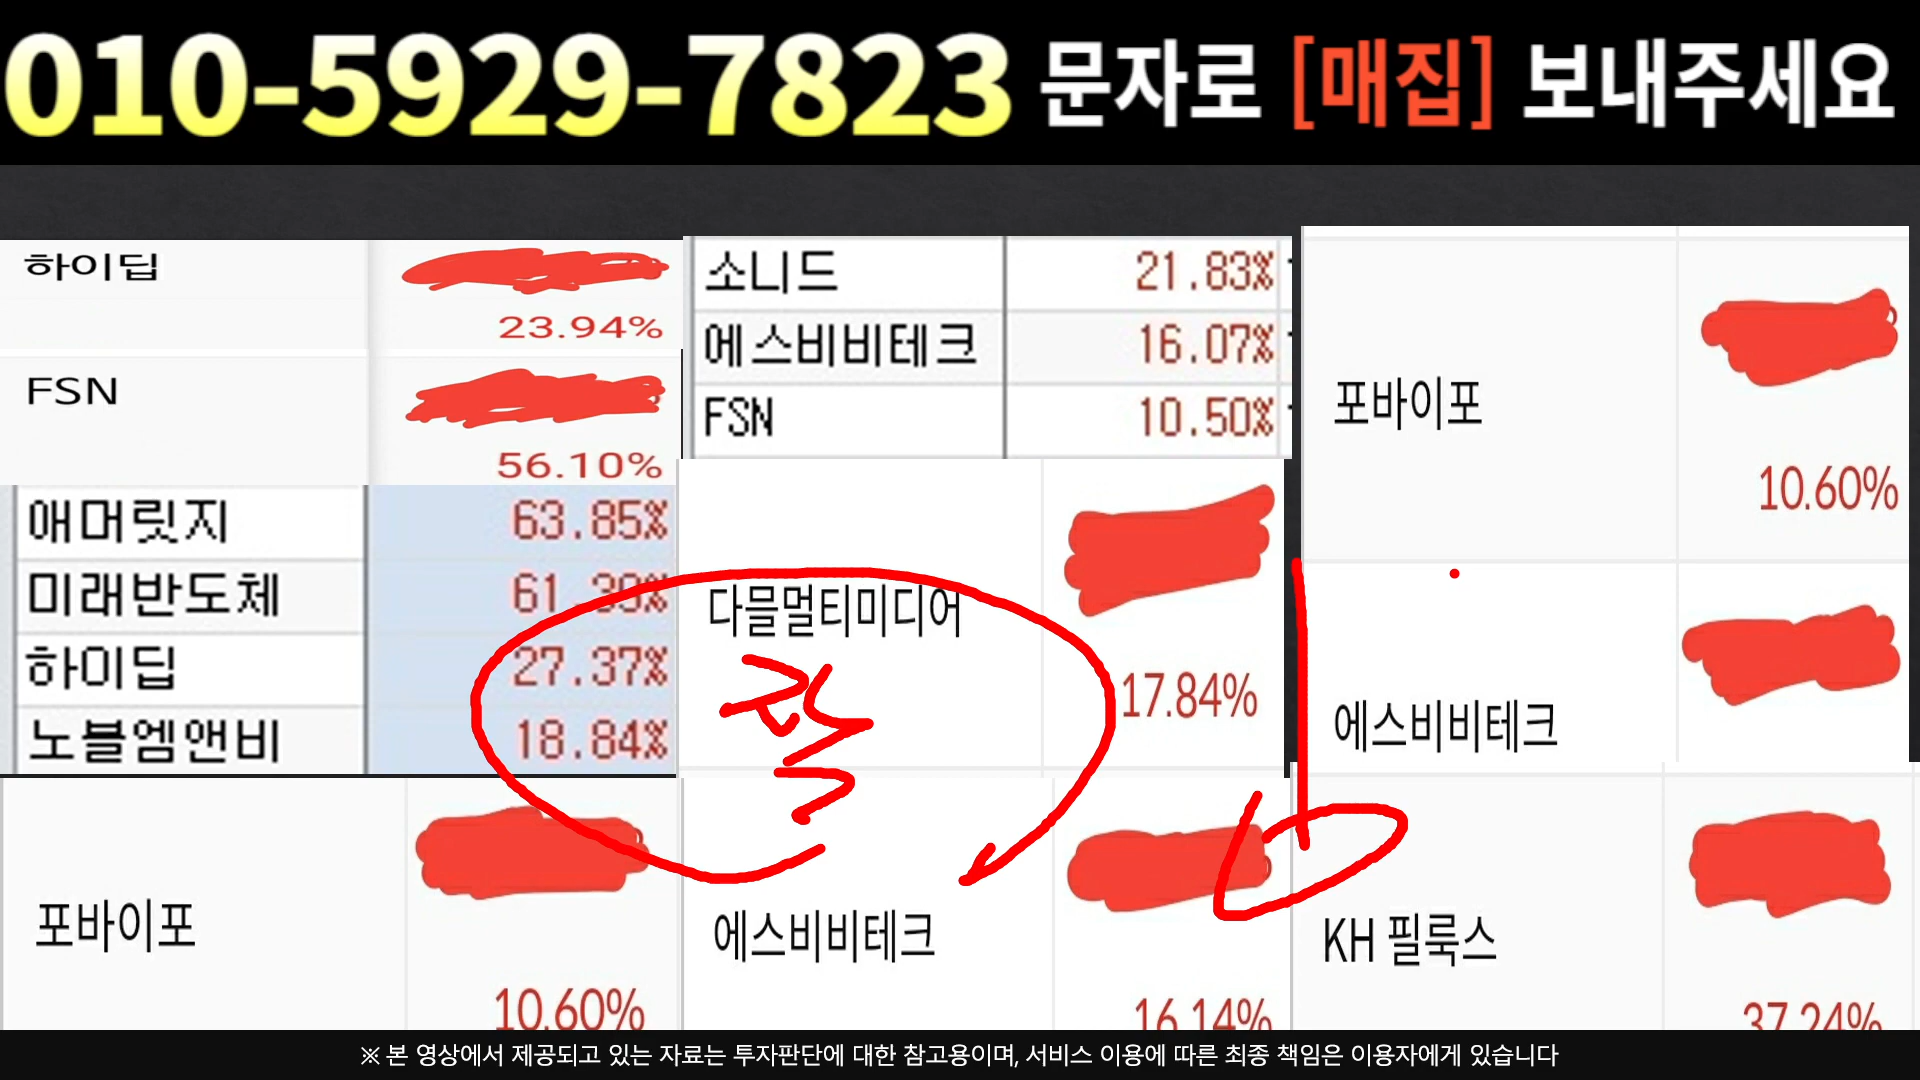 010-5929-7823 문자로 [매집] 보내주세요
하이딥
23.94%
FSN
56.10%
애머릿지 63.85%
미래반도체 61.39%
하이딥 27.37%
노블엠앤비 18.84%
소니드 21.83%
에스비비테크 16.07%
FSN 10.50%
다믈멀티미디어
17.84%
포바이포
10.60%
에스비비테크
포바이포
10.60%
에스비비테크
16.14%
KH 필룩스
37.24%
※ 본 영상에서 제공되고 있는 자료는 투자판단에 대한 참고용이며, 서비스 이용에 따른 최종 책임은 이용자에게 있습니다